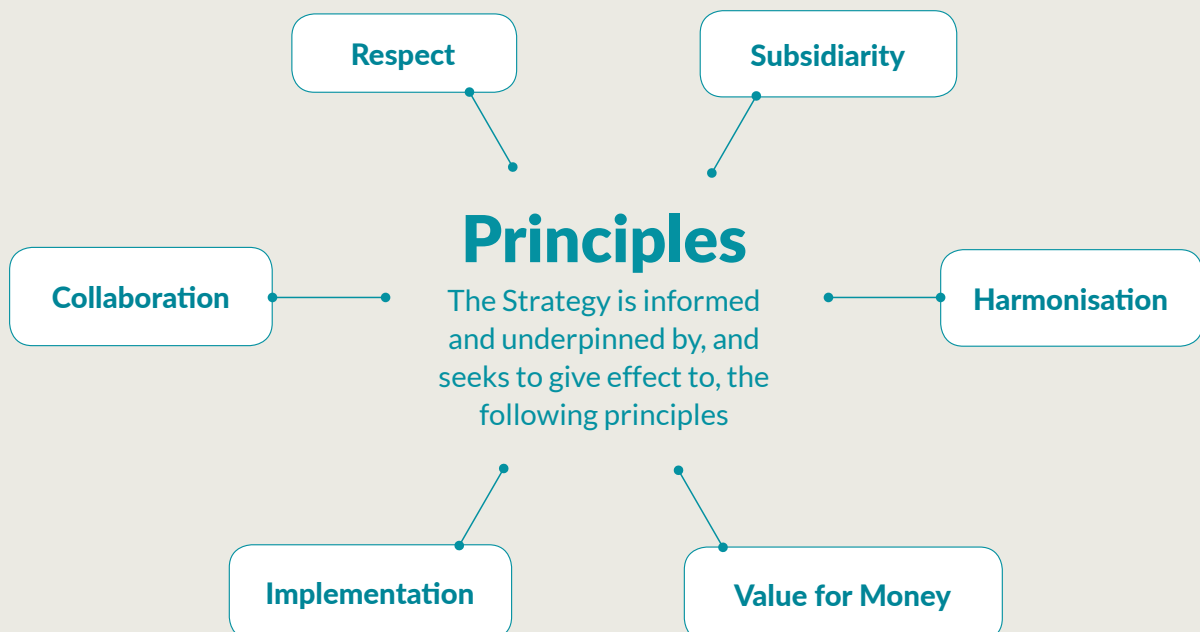 Respect
Subsidiarity
Principles
The Strategy is informed
and underpinned by, and
seeks to give effect to, the
following principles
Collaboration
Harmonisation
Implementation
Value for Money